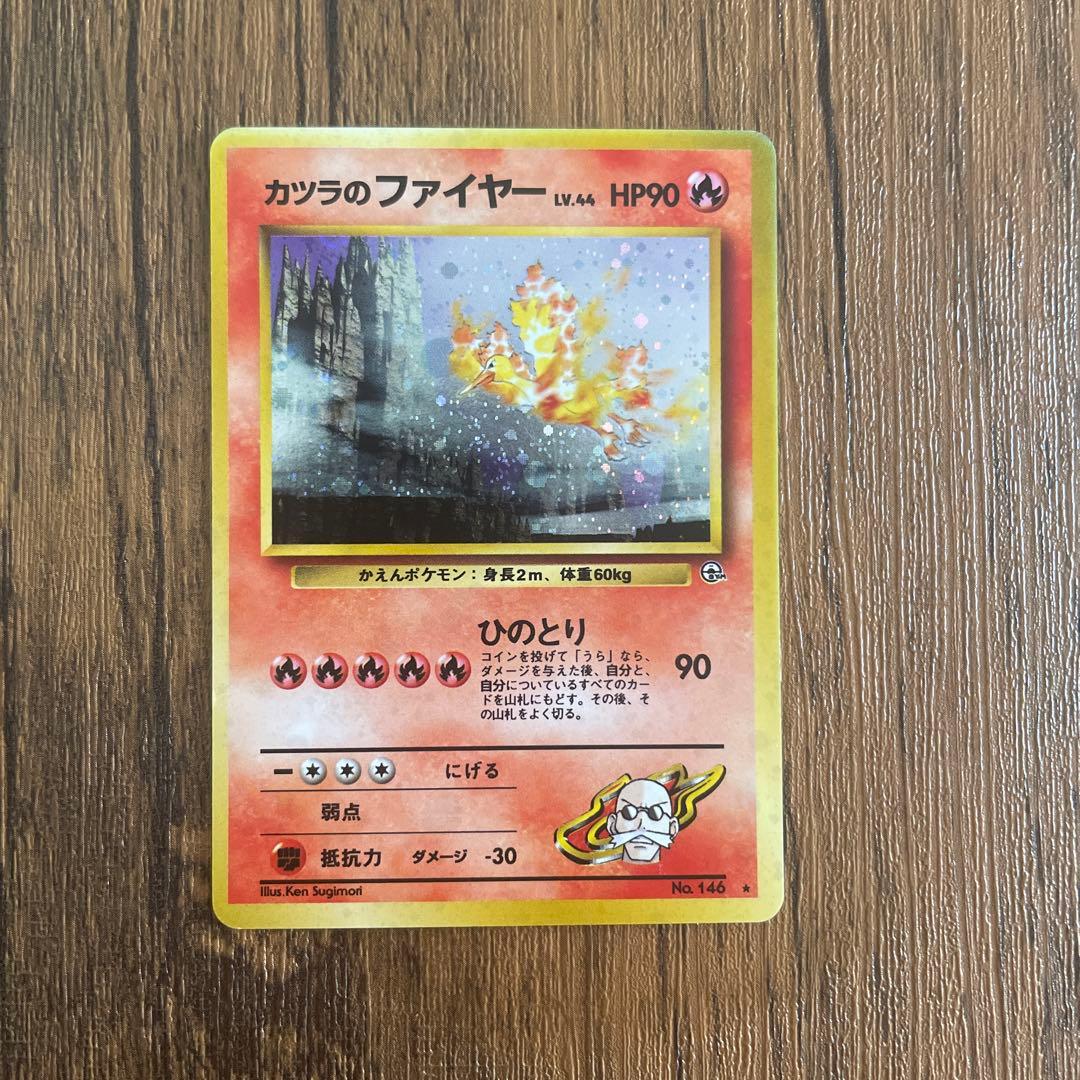 カツラのファイヤー LV.44 HP90
かえんポケモン：身長2m、体重60kg
ひのとり
コインを投げて「うら」なら、
ダメージを与えた後、自分と、
自分についているすべてのカー
ドを山札にもどす。その後、そ
の山札をよく切る。
90
ー にげる
弱点
抵抗力 ダメージ -30
Illus.Ken Sugimori
No. 146 ★